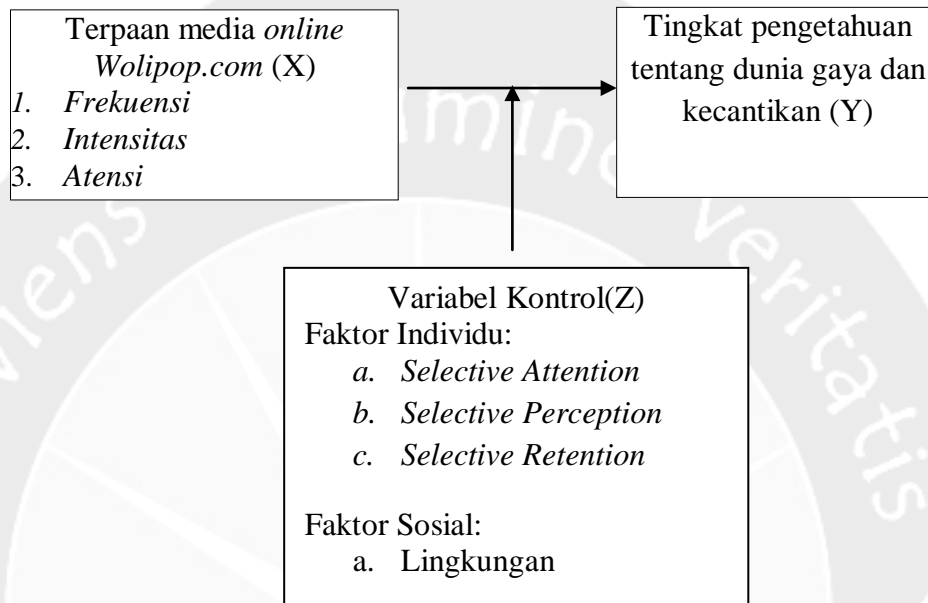 Terpaan media online
Wolipop.com (X)
1. Frekuensi
2. Intensitas
3. Atensi
Tingkat pengetahuan
tentang dunia gaya dan
kecantikan (Y)
Variabel Kontrol(Z)
Faktor Individu:
a. Selective Attention
b. Selective Perception
c. Selective Retention
Faktor Sosial:
a. Lingkungan
veritatis